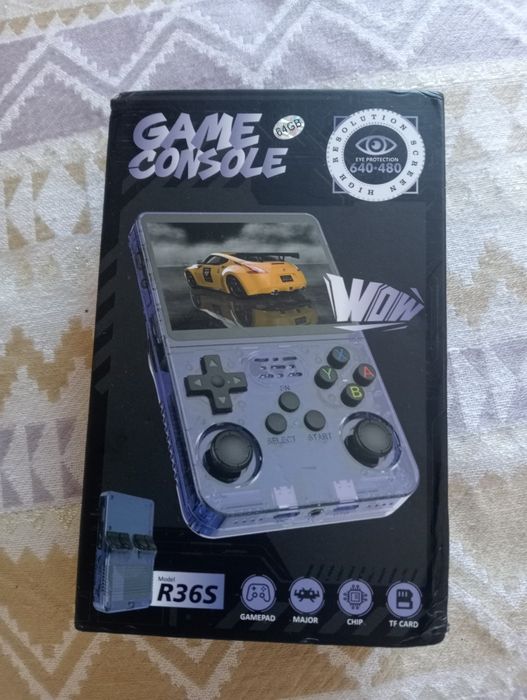 GAME
CONSOLE
64GB
HIGH RESOLUTION SCREEN
EYE PROTECTION
640*480
WOW
X
Y
A
B
FN
SELECT
START
Model
R36S
GAMEPAD
MAJOR
CHIP
TF CARD